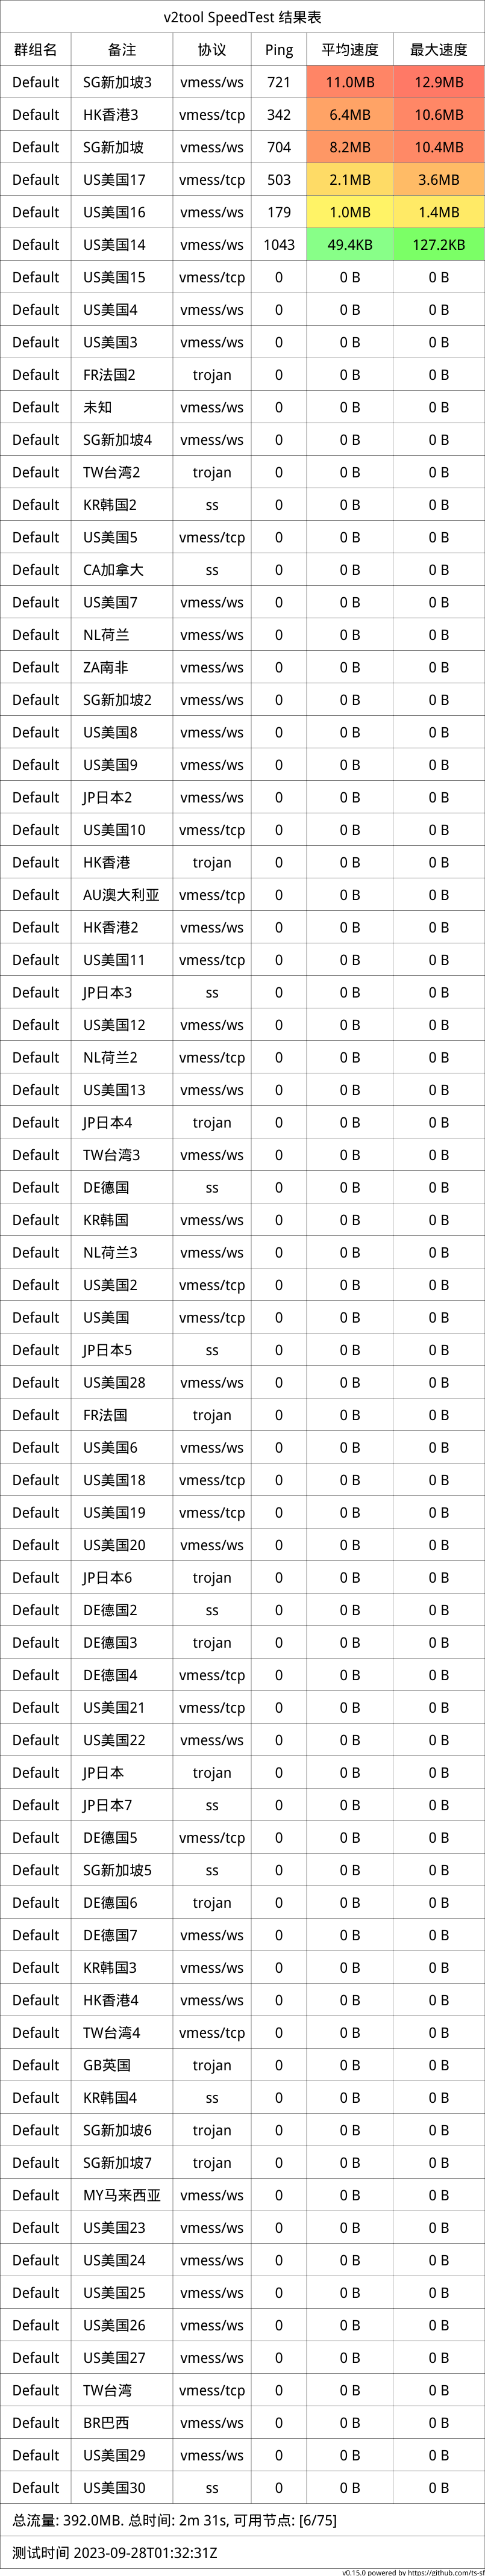 v2tool SpeedTest 结果表
群组名 备注 协议 Ping 平均速度 最大速度
Default SG新加坡3 vmess/ws 721 11.0MB 12.9MB
Default HK香港3 vmess/tcp 342 6.4MB 10.6MB
Default SG新加坡 vmess/ws 704 8.2MB 10.4MB
Default US美国17 vmess/tcp 503 2.1MB 3.6MB
Default US美国16 vmess/ws 179 1.0MB 1.4MB
Default US美国14 vmess/ws 1043 49.4KB 127.2KB
Default US美国15 vmess/tcp 0 0 B 0 B
Default US美国4 vmess/ws 0 0 B 0 B
Default US美国3 vmess/ws 0 0 B 0 B
Default FR法国2 trojan 0 0 B 0 B
Default 未知 vmess/ws 0 0 B 0 B
Default SG新加坡4 vmess/ws 0 0 B 0 B
Default TW台湾2 trojan 0 0 B 0 B
Default KR韩国2 ss 0 0 B 0 B
Default US美国5 vmess/tcp 0 0 B 0 B
Default CA加拿大 ss 0 0 B 0 B
Default US美国7 vmess/ws 0 0 B 0 B
Default NL荷兰 vmess/ws 0 0 B 0 B
Default ZA南非 vmess/ws 0 0 B 0 B
Default SG新加坡2 vmess/ws 0 0 B 0 B
Default US美国8 vmess/ws 0 0 B 0 B
Default US美国9 vmess/ws 0 0 B 0 B
Default JP日本2 vmess/ws 0 0 B 0 B
Default US美国10 vmess/tcp 0 0 B 0 B
Default HK香港 trojan 0 0 B 0 B
Default AU澳大利亚 vmess/tcp 0 0 B 0 B
Default HK香港2 vmess/ws 0 0 B 0 B
Default US美国11 vmess/tcp 0 0 B 0 B
Default JP日本3 ss 0 0 B 0 B
Default US美国12 vmess/ws 0 0 B 0 B
Default NL荷兰2 vmess/tcp 0 0 B 0 B
Default US美国13 vmess/ws 0 0 B 0 B
Default JP日本4 trojan 0 0 B 0 B
Default TW台湾3 vmess/ws 0 0 B 0 B
Default DE德国 ss 0 0 B 0 B
Default KR韩国 vmess/ws 0 0 B 0 B
Default NL荷兰3 vmess/ws 0 0 B 0 B
Default US美国2 vmess/tcp 0 0 B 0 B
Default US美国 vmess/tcp 0 0 B 0 B
Default JP日本5 ss 0 0 B 0 B
Default US美国28 vmess/ws 0 0 B 0 B
Default FR法国 trojan 0 0 B 0 B
Default US美国6 vmess/ws 0 0 B 0 B
Default US美国18 vmess/tcp 0 0 B 0 B
Default US美国19 vmess/tcp 0 0 B 0 B
Default US美国20 vmess/ws 0 0 B 0 B
Default JP日本6 trojan 0 0 B 0 B
Default DE德国2 ss 0 0 B 0 B
Default DE德国3 trojan 0 0 B 0 B
Default DE德国4 vmess/tcp 0 0 B 0 B
Default US美国21 vmess/tcp 0 0 B 0 B
Default US美国22 vmess/ws 0 0 B 0 B
Default JP日本 trojan 0 0 B 0 B
Default JP日本7 ss 0 0 B 0 B
Default DE德国5 vmess/tcp 0 0 B 0 B
Default SG新加坡5 ss 0 0 B 0 B
Default DE德国6 trojan 0 0 B 0 B
Default DE德国7 vmess/ws 0 0 B 0 B
Default KR韩国3 vmess/ws 0 0 B 0 B
Default HK香港4 vmess/ws 0 0 B 0 B
Default TW台湾4 vmess/tcp 0 0 B 0 B
Default GB英国 trojan 0 0 B 0 B
Default KR韩国4 ss 0 0 B 0 B
Default SG新加坡6 trojan 0 0 B 0 B
Default SG新加坡7 trojan 0 0 B 0 B
Default MY马来西亚 vmess/ws 0 0 B 0 B
Default US美国23 vmess/ws 0 0 B 0 B
Default US美国24 vmess/ws 0 0 B 0 B
Default US美国25 vmess/ws 0 0 B 0 B
Default US美国26 vmess/ws 0 0 B 0 B
Default US美国27 vmess/ws 0 0 B 0 B
Default TW台湾 vmess/tcp 0 0 B 0 B
Default BR巴西 vmess/ws 0 0 B 0 B
Default US美国29 vmess/ws 0 0 B 0 B
Default US美国30 ss 0 0 B 0 B
总流量: 392.0MB. 总时间: 2m 31s, 可用节点: [6/75]
测试时间 2023-09-28T01:32:31Z
v0.15.0 powered by https://github.com/ts-sf